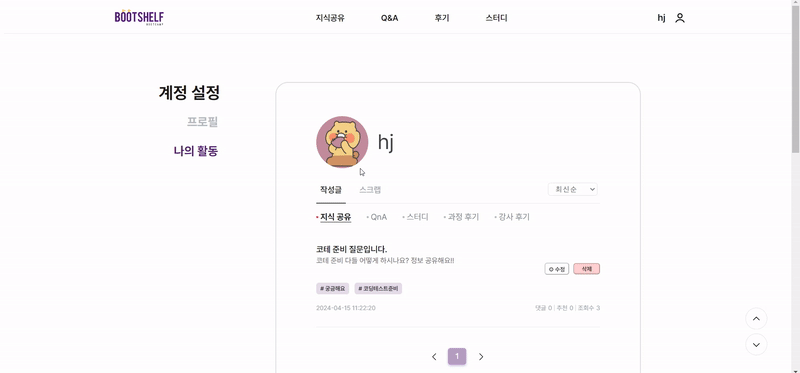 BOOTSHELF
BOOTCAMP
지식공유 Q&A 후기 스터디
hj
계정 설정
프로필
나의 활동
hj
작성글 스크랩
최신순
지식 공유 QnA 스터디 과정 후기 강사 후기
코테 준비 질문입니다.
코테 준비 다들 어떻게 하시나요? 정보 공유해요!!
수정 삭제
# 궁금해요 # 코딩테스트준비
2024-04-15 11:22:20
댓글 0 | 추천 0 | 조회수 3
1